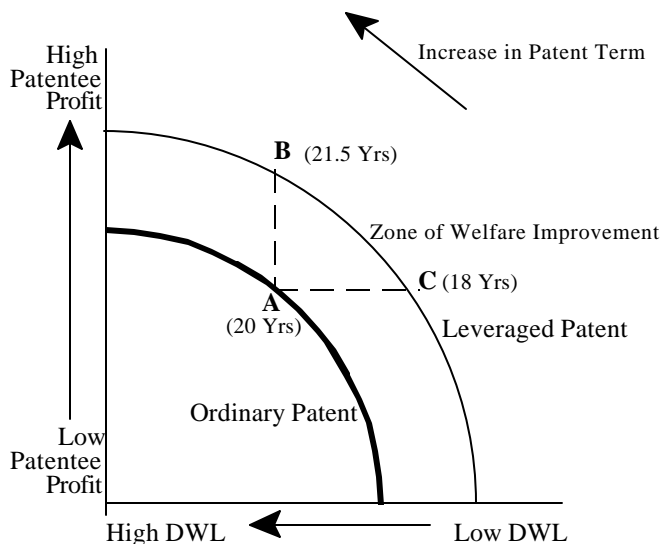 High
Patentee
Profit
Increase in Patent Term
B (21.5 Yrs)
Zone of Welfare Improvement
A
(20 Yrs)
C (18 Yrs)
Leveraged Patent
Ordinary Patent
Low
Patentee
Profit
High DWL
Low DWL